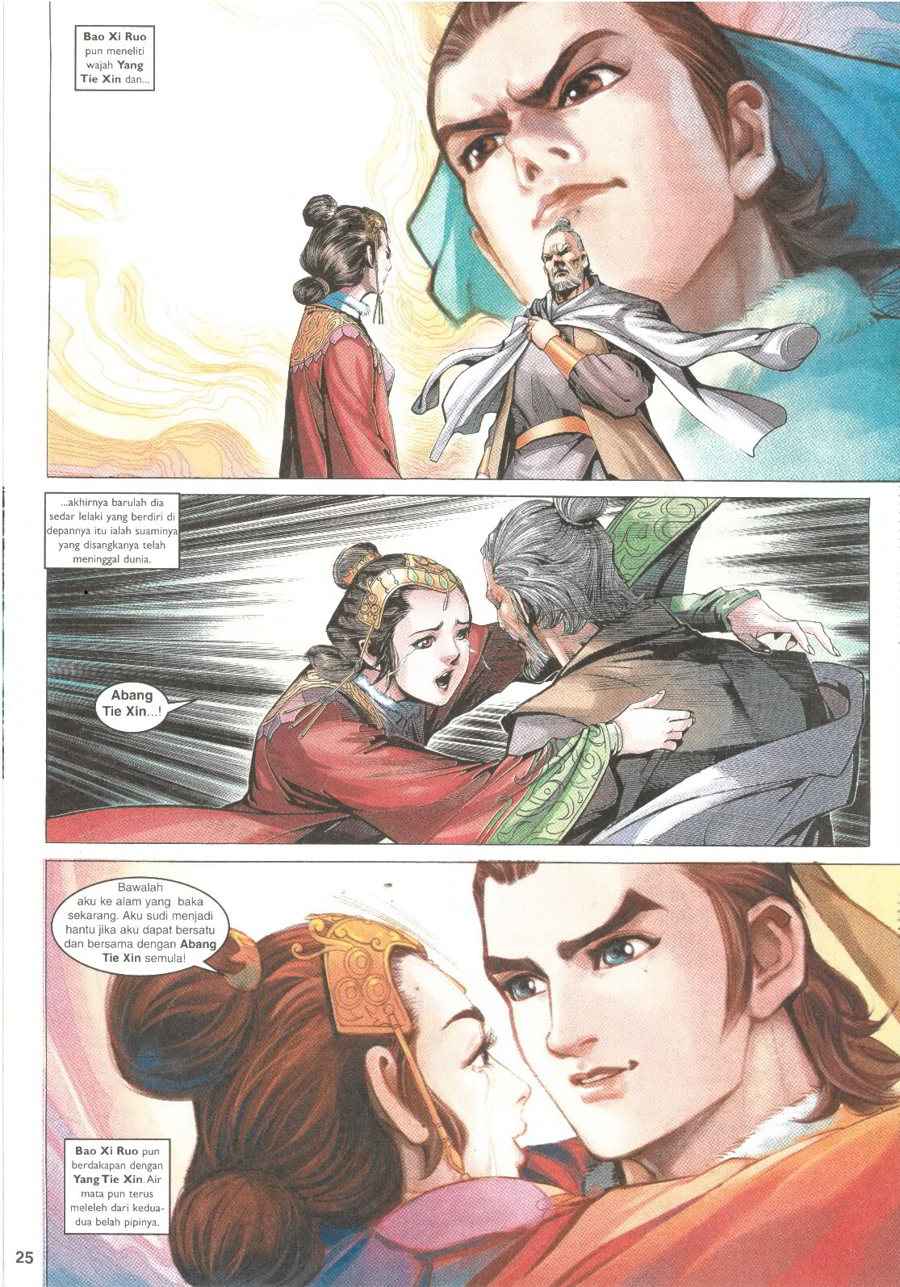 Bao Xi Ruo
pun meneliti
wajah Yang
Tie Xin dan...
...akhirnya barulah dia
sedar lelaki yang berdiri di
depannya itu ialah suaminya
yang disangkanya telah
meninggal dunia.
Abang
Tie Xin...!
Bawalah
aku ke alam yang baka
sekarang. Aku sudi menjadi
hantu jika aku dapat bersatu
dan bersama dengan Abang
Tie Xin semula!
Bao Xi Ruo pun
berdakapan dengan
Yang Tie Xin. Air
mata pun terus
meleleh dari kedua-
dua belah pipinya.
25